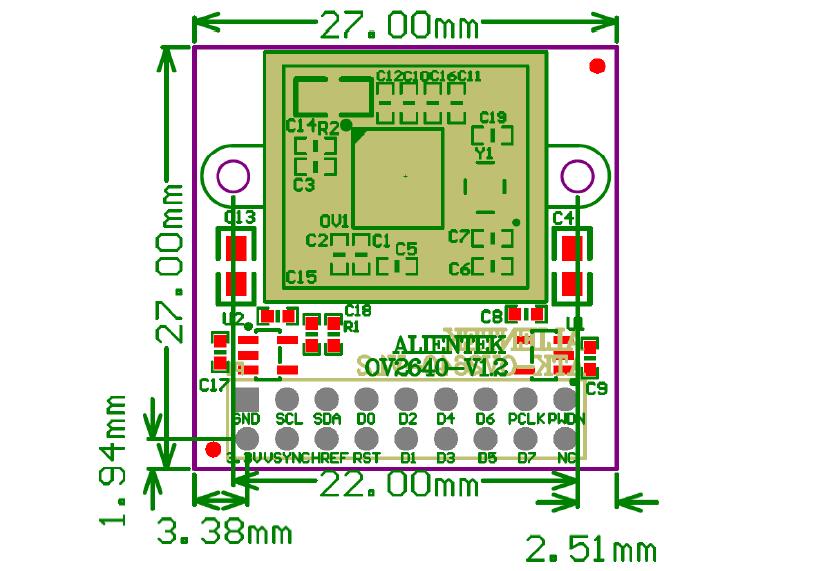 27.00mm
C12 C10 C16 C11
C14 R2
C19
Y1
C3
27.00mm
OV1
C13
C4
C2 C1
C5
C7
C6
C15
U2
C18
R1
C8
U1
ALIENTEK
OV2640-V1.2
C17
C9
GND SCL SDA D0 D2 D4 D6 PCLK PWDN
3.3V VSYNC HREF RST D1 D3 D5 D7 NC
1.94mm
22.00mm
3.38mm
2.51mm